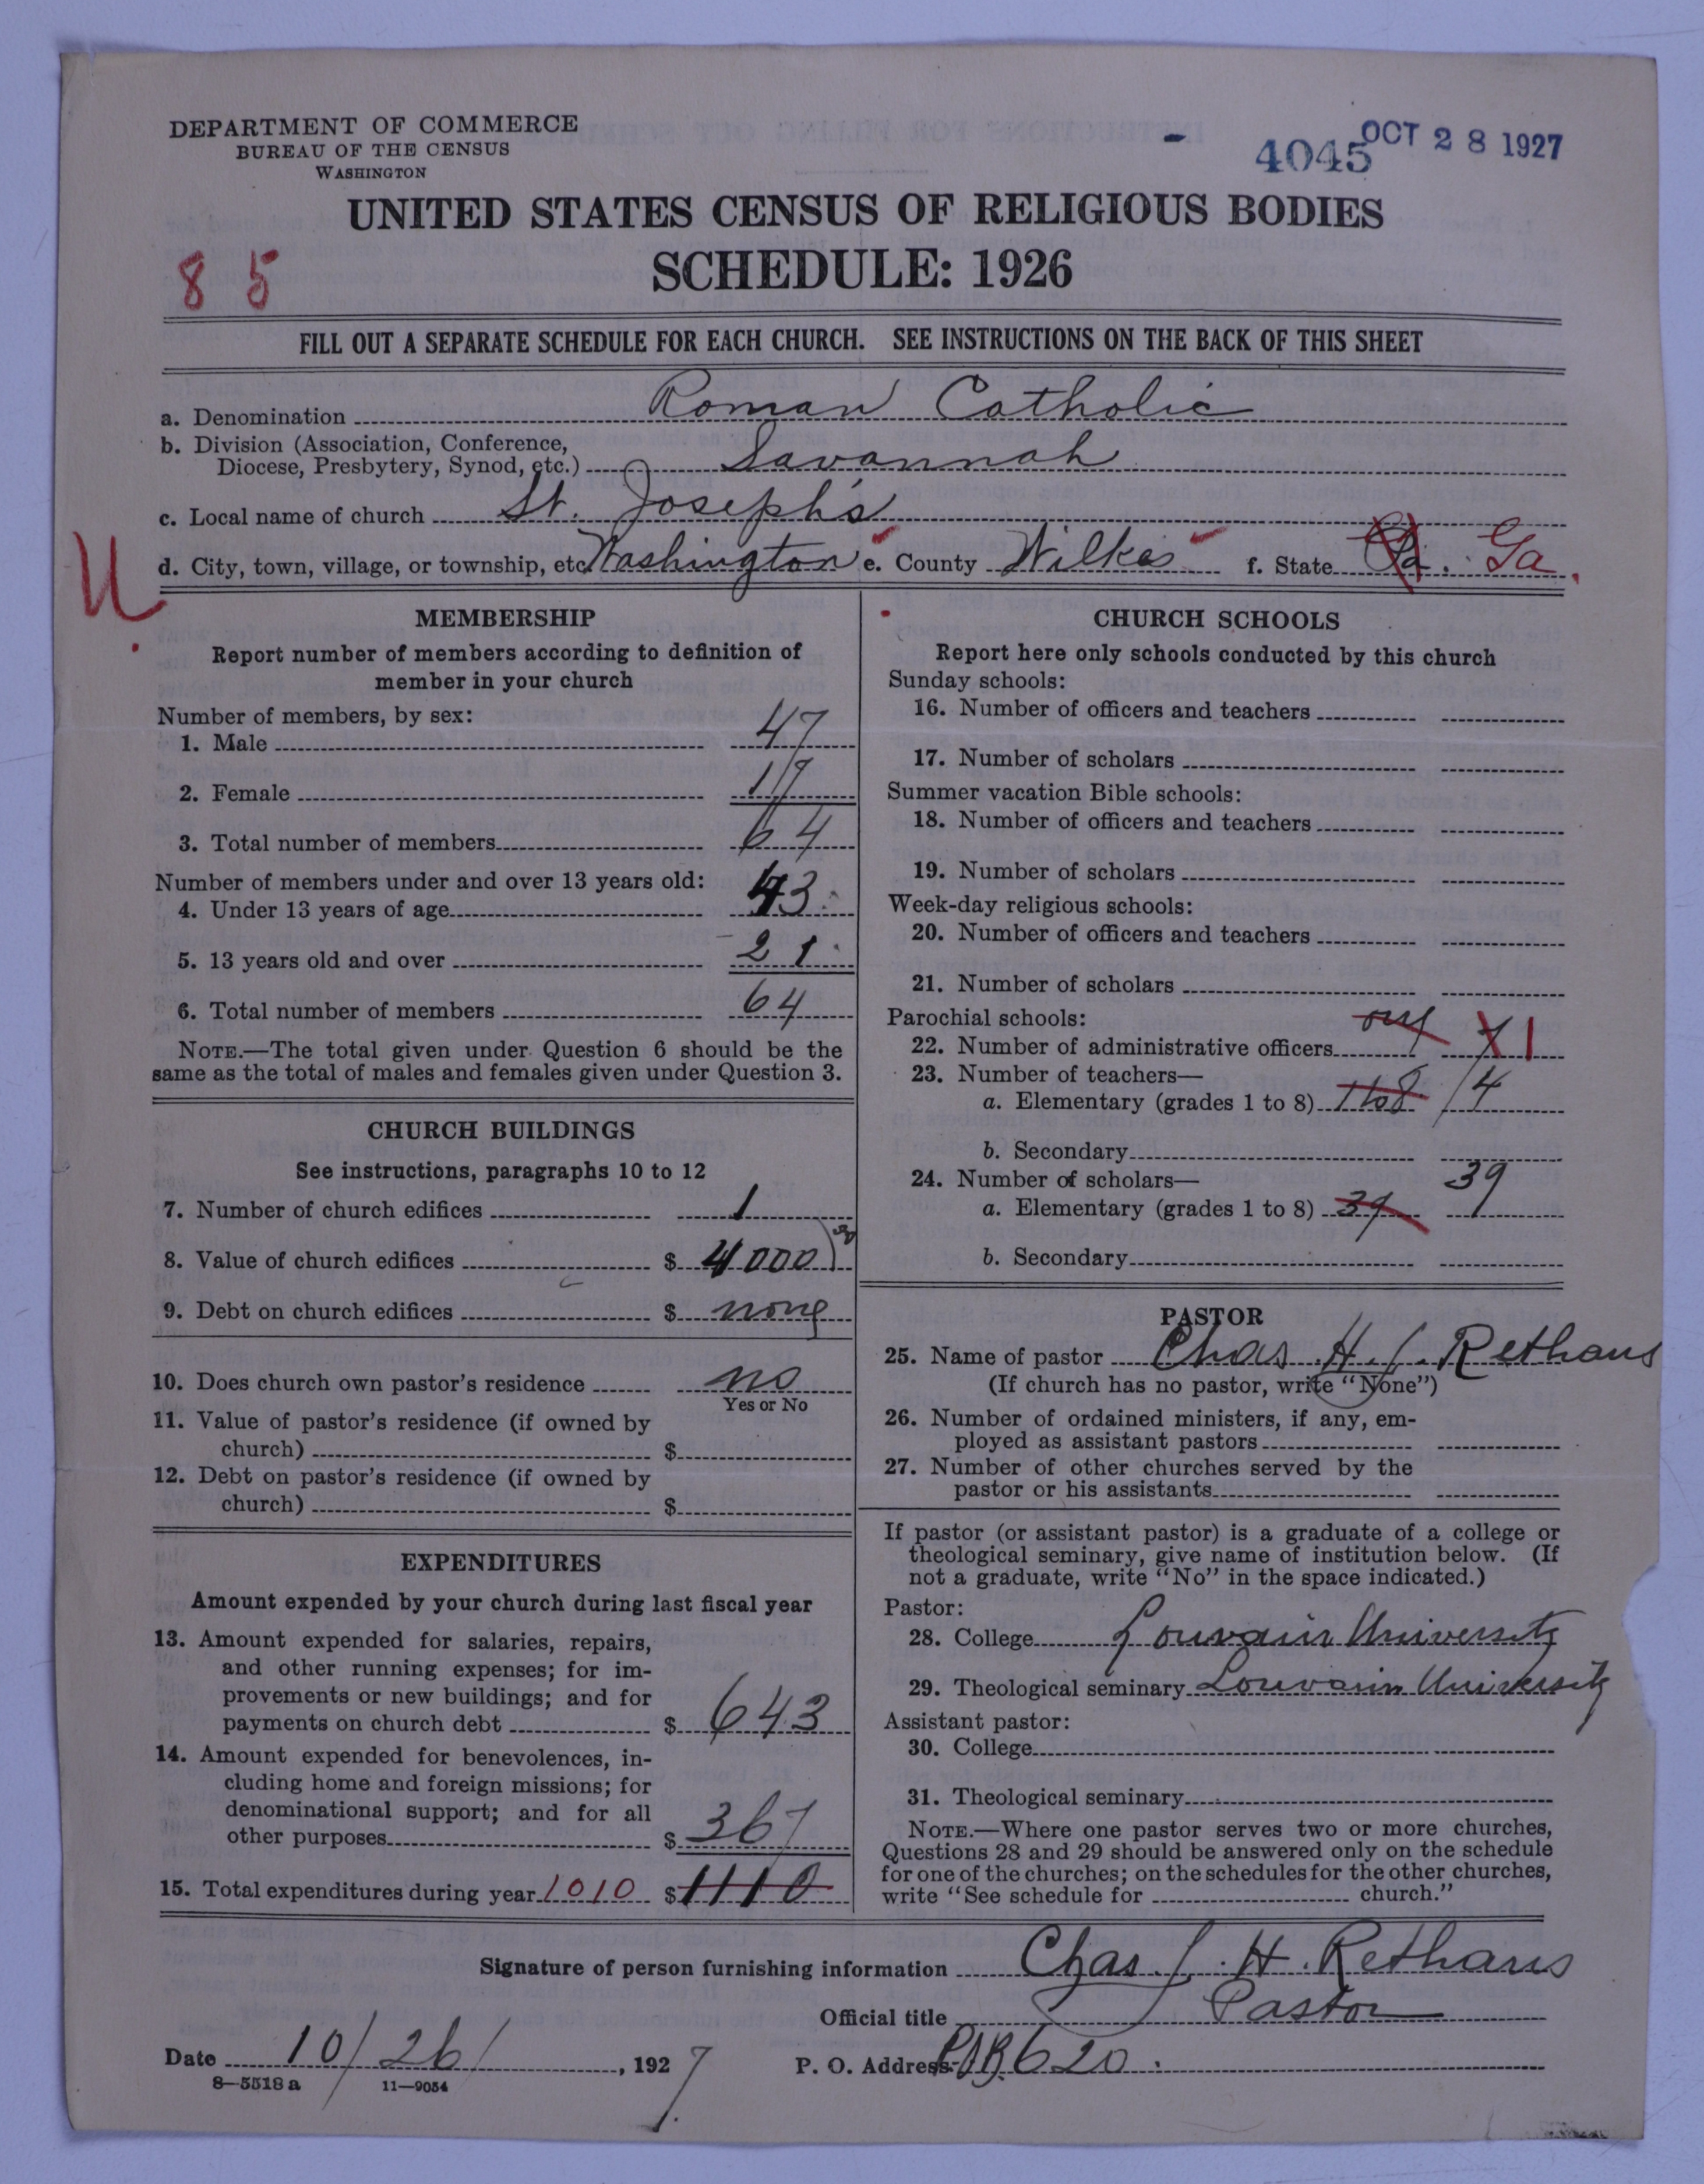 DEPARTMENT OF COMMERCE
BUREAU OF THE CENSUS
WASHINGTON
4045
OCT 28 1927
UNITED STATES CENSUS OF RELIGIOUS BODIES
SCHEDULE: 1926
8 5
FILL OUT A SEPARATE SCHEDULE FOR EACH CHURCH. SEE INSTRUCTIONS ON THE BACK OF THIS SHEET
a. Denomination Roman Catholic
b. Division (Association, Conference,
Diocese, Presbytery, Synod, etc.) Savannah
c. Local name of church St. Joseph's
U
d. City, town, village, or township, etc. Washington e. County Wilkes f. State Ga. Ga.
MEMBERSHIP
Report number of members according to definition of
member in your church
Number of members, by sex:
1. Male 47
2. Female 17
3. Total number of members 64
Number of members under and over 13 years old:
4. Under 13 years of age 43
5. 13 years old and over 21
6. Total number of members 64
NOTE.—The total given under Question 6 should be the
same as the total of males and females given under Question 3.
CHURCH BUILDINGS
See instructions, paragraphs 10 to 12
7. Number of church edifices 1
8. Value of church edifices $ 4000
9. Debt on church edifices $ none
10. Does church own pastor's residence no
Yes or No
11. Value of pastor's residence (if owned by
church) $
12. Debt on pastor's residence (if owned by
church) $
EXPENDITURES
Amount expended by your church during last fiscal year
13. Amount expended for salaries, repairs,
and other running expenses; for im-
provements or new buildings; and for
payments on church debt $ 643
14. Amount expended for benevolences, in-
cluding home and foreign missions; for
denominational support; and for all
other purposes $ 367
15. Total expenditures during year 1010 $ 1110
CHURCH SCHOOLS
Report here only schools conducted by this church
Sunday schools:
16. Number of officers and teachers
17. Number of scholars
Summer vacation Bible schools:
18. Number of officers and teachers
19. Number of scholars
Week-day religious schools:
20. Number of officers and teachers
21. Number of scholars
Parochial schools:
22. Number of administrative officers 1
23. Number of teachers—
a. Elementary (grades 1 to 8) 1 to 8 4
b. Secondary
24. Number of scholars—
a. Elementary (grades 1 to 8) 39 39
b. Secondary
PASTOR
25. Name of pastor Chas. H. J. Rethans
(If church has no pastor, write "None")
26. Number of ordained ministers, if any, em-
ployed as assistant pastors
27. Number of other churches served by the
pastor or his assistants
If pastor (or assistant pastor) is a graduate of a college or
theological seminary, give name of institution below. (If
not a graduate, write "No" in the space indicated.)
Pastor:
28. College Louvain University
29. Theological seminary Louvain University
Assistant pastor:
30. College
31. Theological seminary
NOTE.—Where one pastor serves two or more churches,
Questions 28 and 29 should be answered only on the schedule
for one of the churches; on the schedules for the other churches,
write "See schedule for church."
Signature of person furnishing information Chas. J. H. Rethans
Official title Pastor
Date 10/26/, 1927 P. O. Address POB 620.
8—5518 a 11—9054